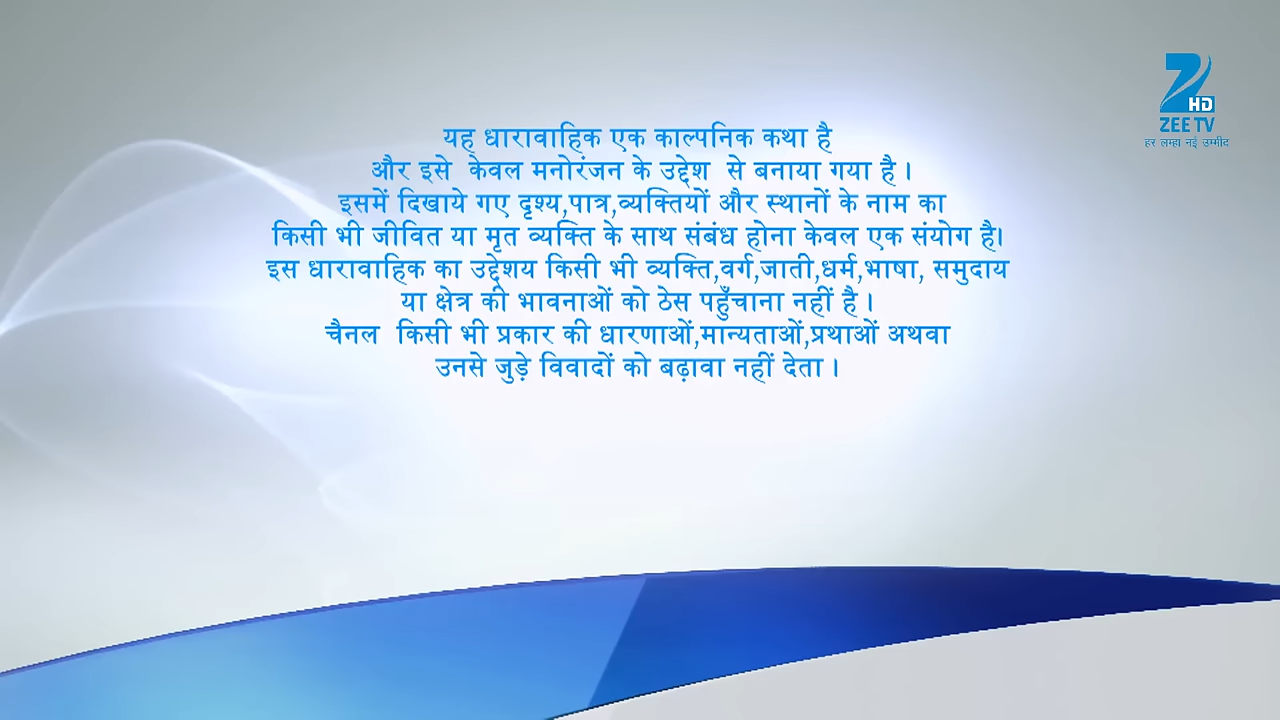 HD
ZEE TV
हर लम्हा नई उम्मीद
यह धारावाहिक एक काल्पनिक कथा है
और इसे केवल मनोरंजन के उद्देश से बनाया गया है ।
इसमें दिखाये गए दृश्य,पात्र,व्यक्तियों और स्थानों के नाम का
किसी भी जीवित या मृत व्यक्ति के साथ संबंध होना केवल एक संयोग है।
इस धारावाहिक का उद्देशय किसी भी व्यक्ति,वर्ग,जाती,धर्म,भाषा, समुदाय
या क्षेत्र की भावनाओं को ठेस पहुँचाना नहीं है ।
चैनल किसी भी प्रकार की धारणाओं,मान्यताओं,प्रथाओं अथवा
उनसे जुड़े विवादों को बढ़ावा नहीं देता ।